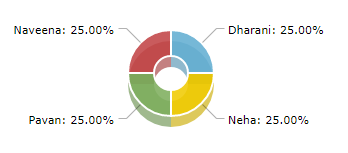 Naveena: 25.00%
Dharani: 25.00%
Pavan: 25.00%
Neha: 25.00%